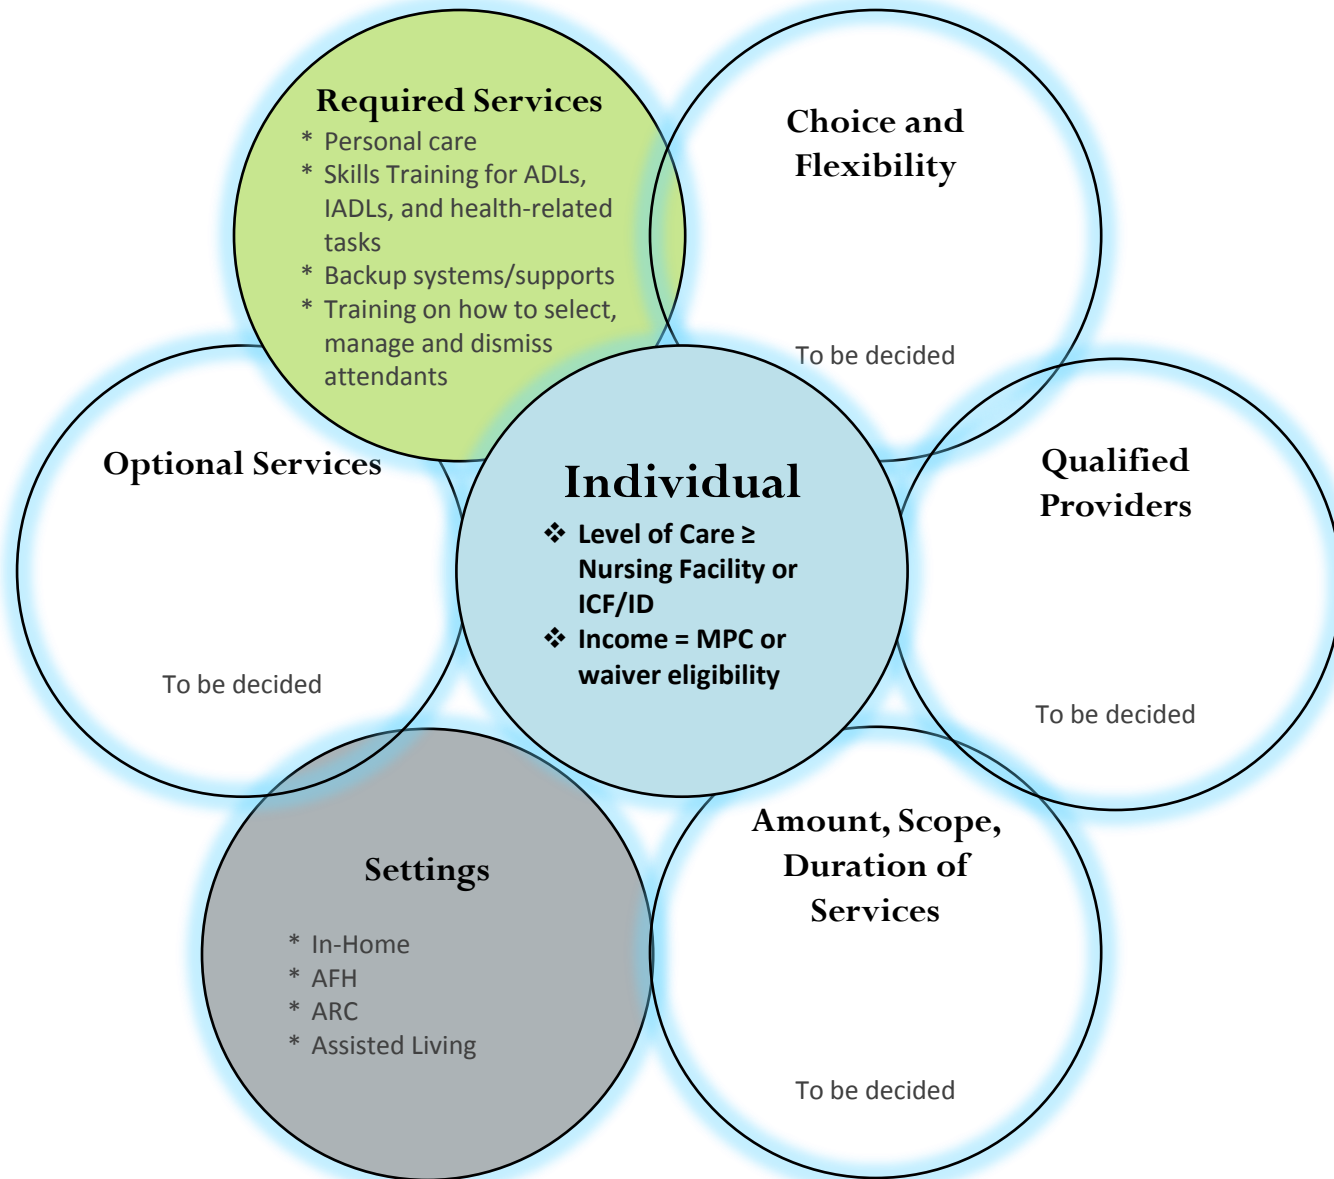 Required Services
* Personal care
* Skills Training for ADLs,
IADLs, and health-related
tasks
* Backup systems/supports
* Training on how to select,
manage and dismiss
attendants
Choice and
Flexibility
To be decided
Optional Services
To be decided
Individual
❖ Level of Care ≥
Nursing Facility or
ICF/ID
❖ Income = MPC or
waiver eligibility
Qualified
Providers
To be decided
Settings
* In-Home
* AFH
* ARC
* Assisted Living
Amount, Scope,
Duration of
Services
To be decided